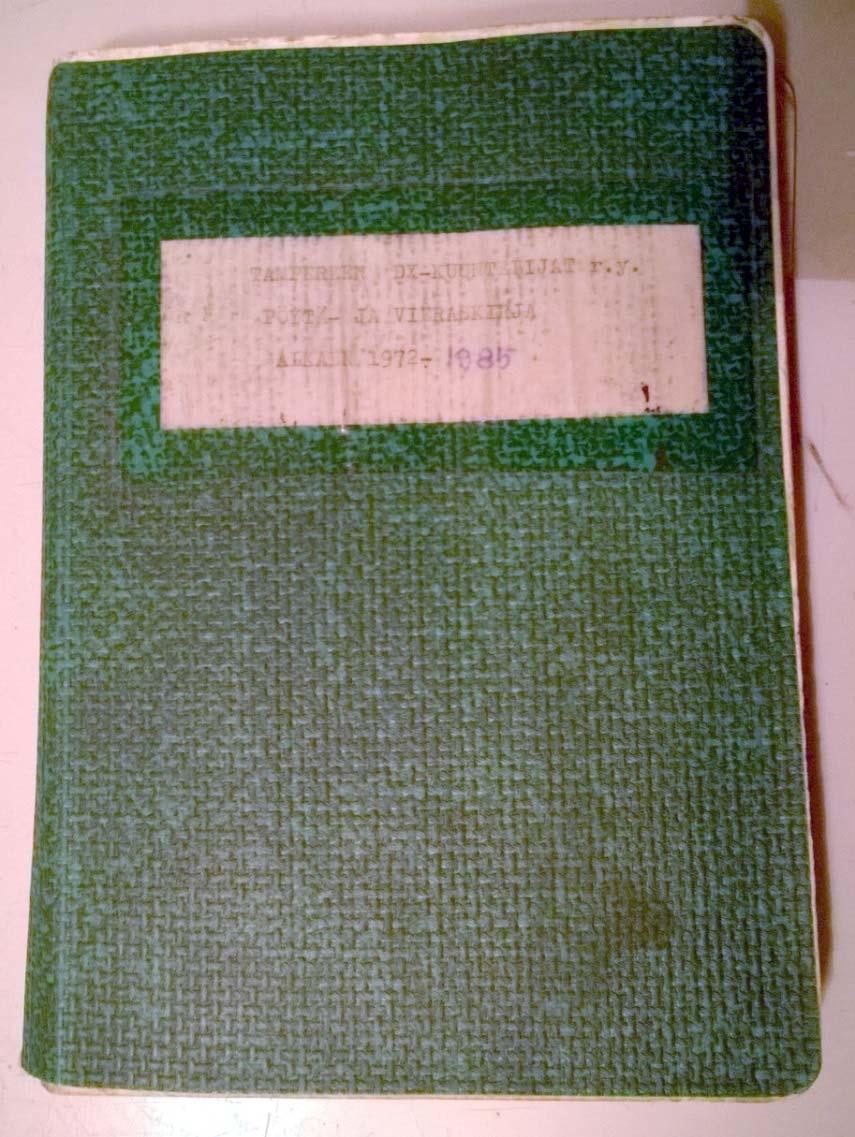 TAMPEREEN DX-KUUNTELIJAT r.y.
PÖYTÄ- JA VIERASKIRJA
ALKAEN 1972- 1985